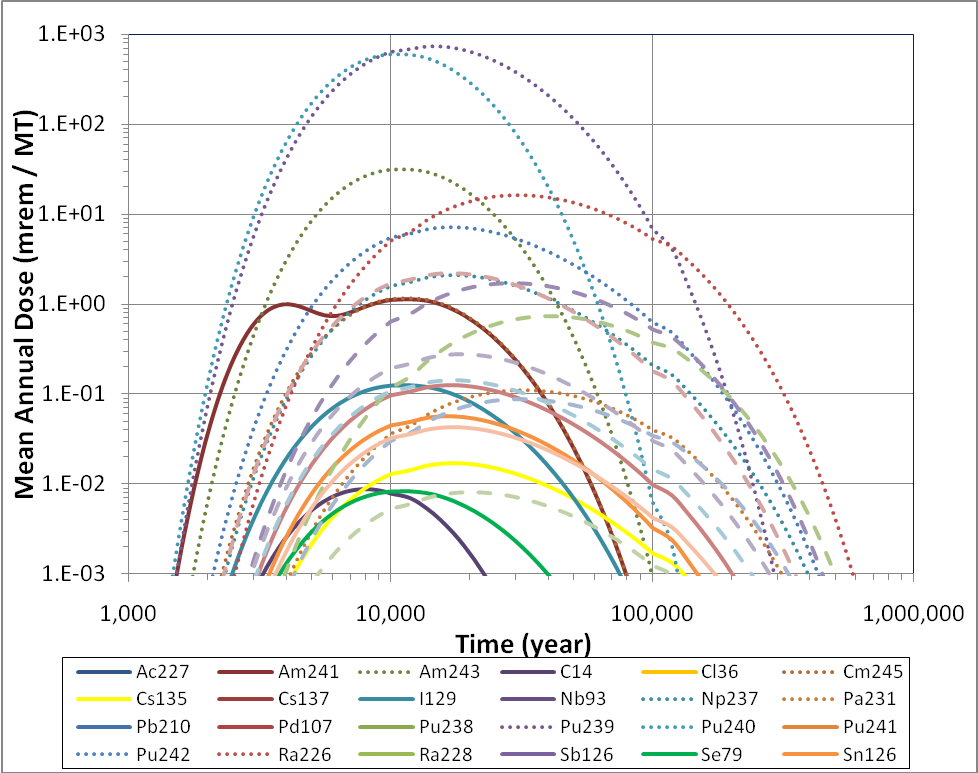 1.E+03
1.E+02
1.E+01
1.E+00
1.E-01
1.E-02
1.E-03
Mean Annual Dose (mrem / MT)
1,000 10,000 100,000 1,000,000
Time (year)
Ac227 Am241 Am243 C14 Cl36 Cm245
Cs135 Cs137 I129 Nb93 Np237 Pa231
Pb210 Pd107 Pu238 Pu239 Pu240 Pu241
Pu242 Ra226 Ra228 Sb126 Se79 Sn126